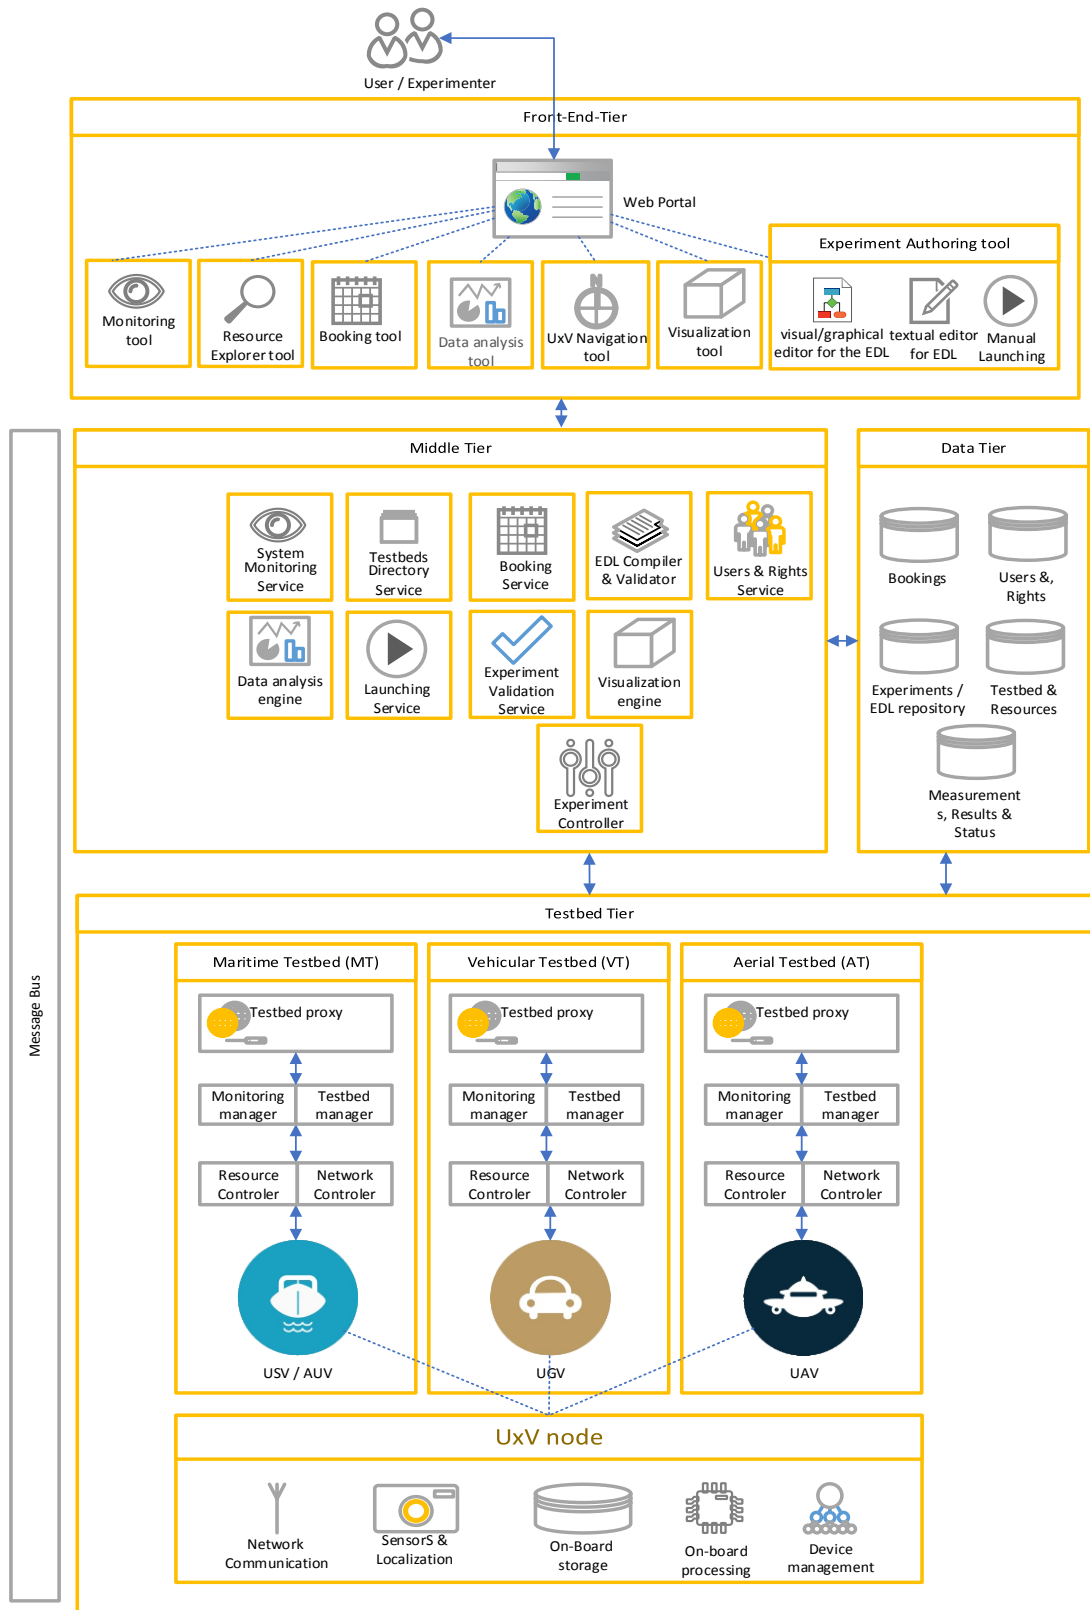 User / Experimenter
Front-End-Tier
Web Portal
Experiment Authoring tool
Monitoring
tool
Resource
Explorer tool
Booking tool
Data analysis
tool
UxV Navigation
tool
Visualization
tool
visual/graphical
editor for the EDL
textual editor
for EDL
Manual
Launching
Message Bus
Middle Tier
System
Monitoring
Service
Testbeds
Directory
Service
Booking
Service
EDL Compiler
& Validator
Users & Rights
Service
Data analysis
engine
Launching
Service
Experiment
Validation
Service
Visualization
engine
Experiment
Controller
Data Tier
Bookings
Users &,
Rights
Experiments /
EDL repository
Testbed &
Resources
Measurement
s, Results &
Status
Testbed Tier
Maritime Testbed (MT)
Testbed proxy
Monitoring
manager
Testbed
manager
Resource
Controler
Network
Controler
USV / AUV
Vehicular Testbed (VT)
Testbed proxy
Monitoring
manager
Testbed
manager
Resource
Controler
Network
Controler
UGV
Aerial Testbed (AT)
Testbed proxy
Monitoring
manager
Testbed
manager
Resource
Controler
Network
Controler
UAV
UxV node
Network
Communication
SensorS &
Localization
On-Board
storage
On-board
processing
Device
management